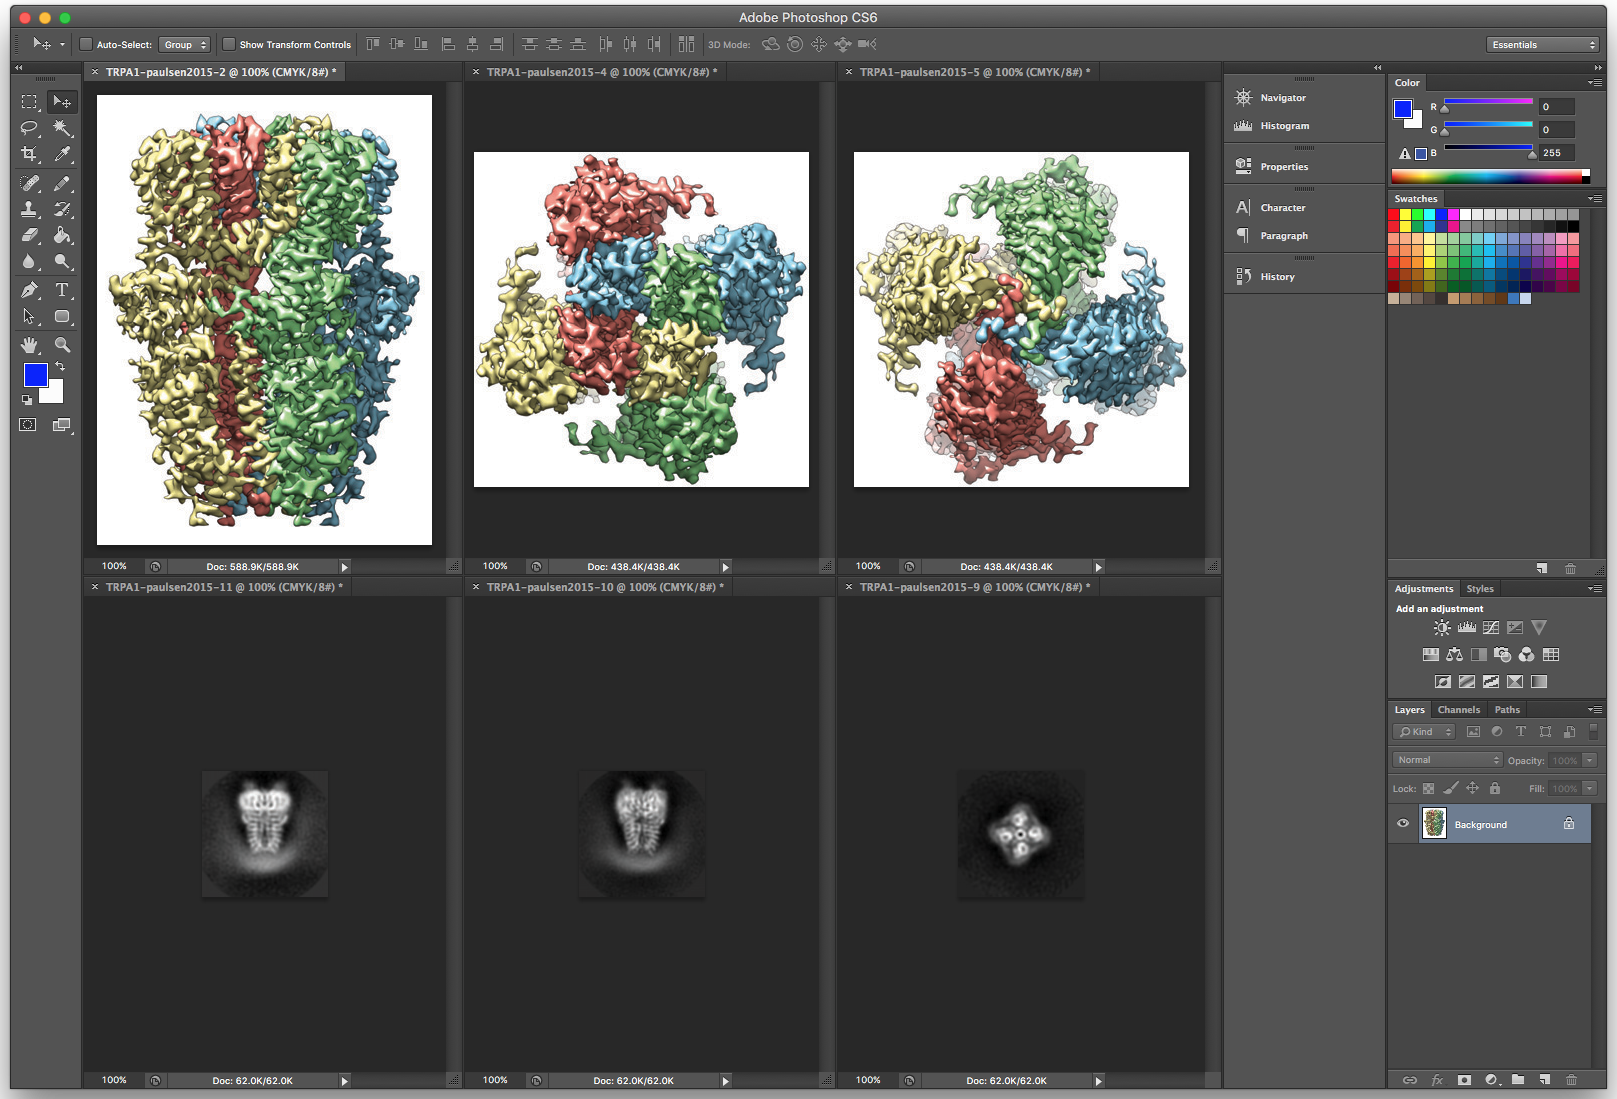 Adobe Photoshop CS6
Auto-Select: Group Show Transform Controls 3D Mode: Essentials
× TRPA1-paulsen2015-2 @ 100% (CMYK/8#) *
× TRPA1-paulsen2015-4 @ 100% (CMYK/8#) *
× TRPA1-paulsen2015-5 @ 100% (CMYK/8#) *
100% Doc: 588.9K/588.9K
100% Doc: 438.4K/438.4K
100% Doc: 438.4K/438.4K
× TRPA1-paulsen2015-11 @ 100% (CMYK/8#) *
× TRPA1-paulsen2015-10 @ 100% (CMYK/8#) *
× TRPA1-paulsen2015-9 @ 100% (CMYK/8#) *
100% Doc: 62.0K/62.0K
100% Doc: 62.0K/62.0K
100% Doc: 62.0K/62.0K
Navigator
Histogram
Properties
Character
Paragraph
History
Color
R 0
G 0
B 255
Swatches
Adjustments Styles
Add an adjustment
Layers Channels Paths
Kind
Normal Opacity: 100%
Lock: Fill: 100%
Background
fx